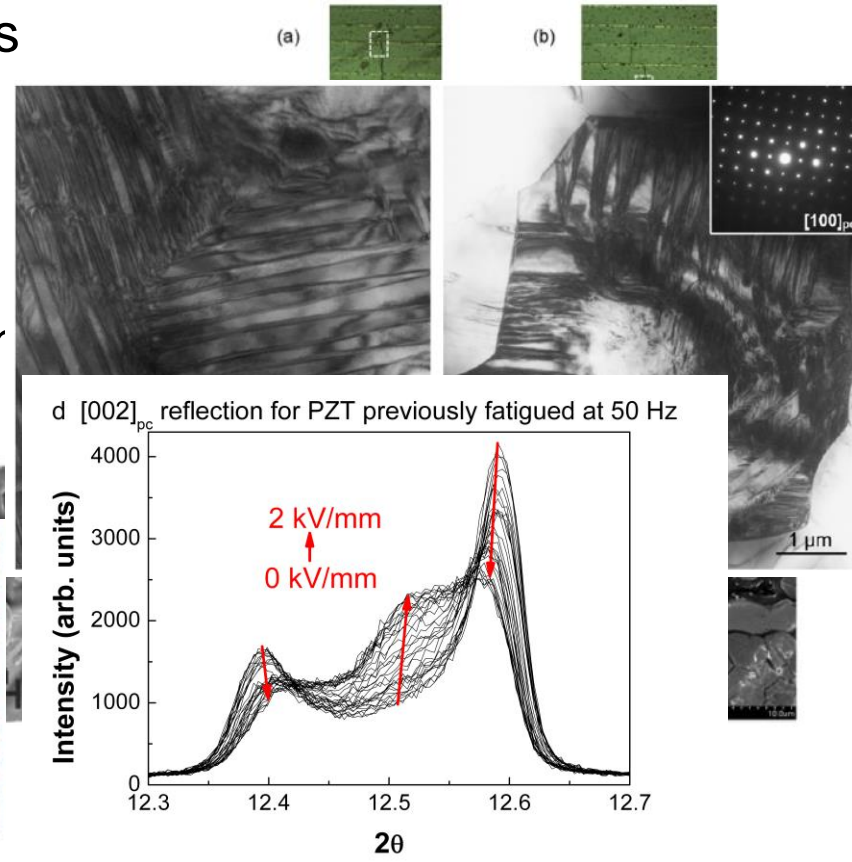 s
(a)
(b)
[100]pc
1 μm
d [002]pc reflection for PZT previously fatigued at 50 Hz
4000
3000
2000
1000
0
Intensity (arb. units)
2 kV/mm
0 kV/mm
12.3 12.4 12.5 12.6 12.7
2θ
10.0um